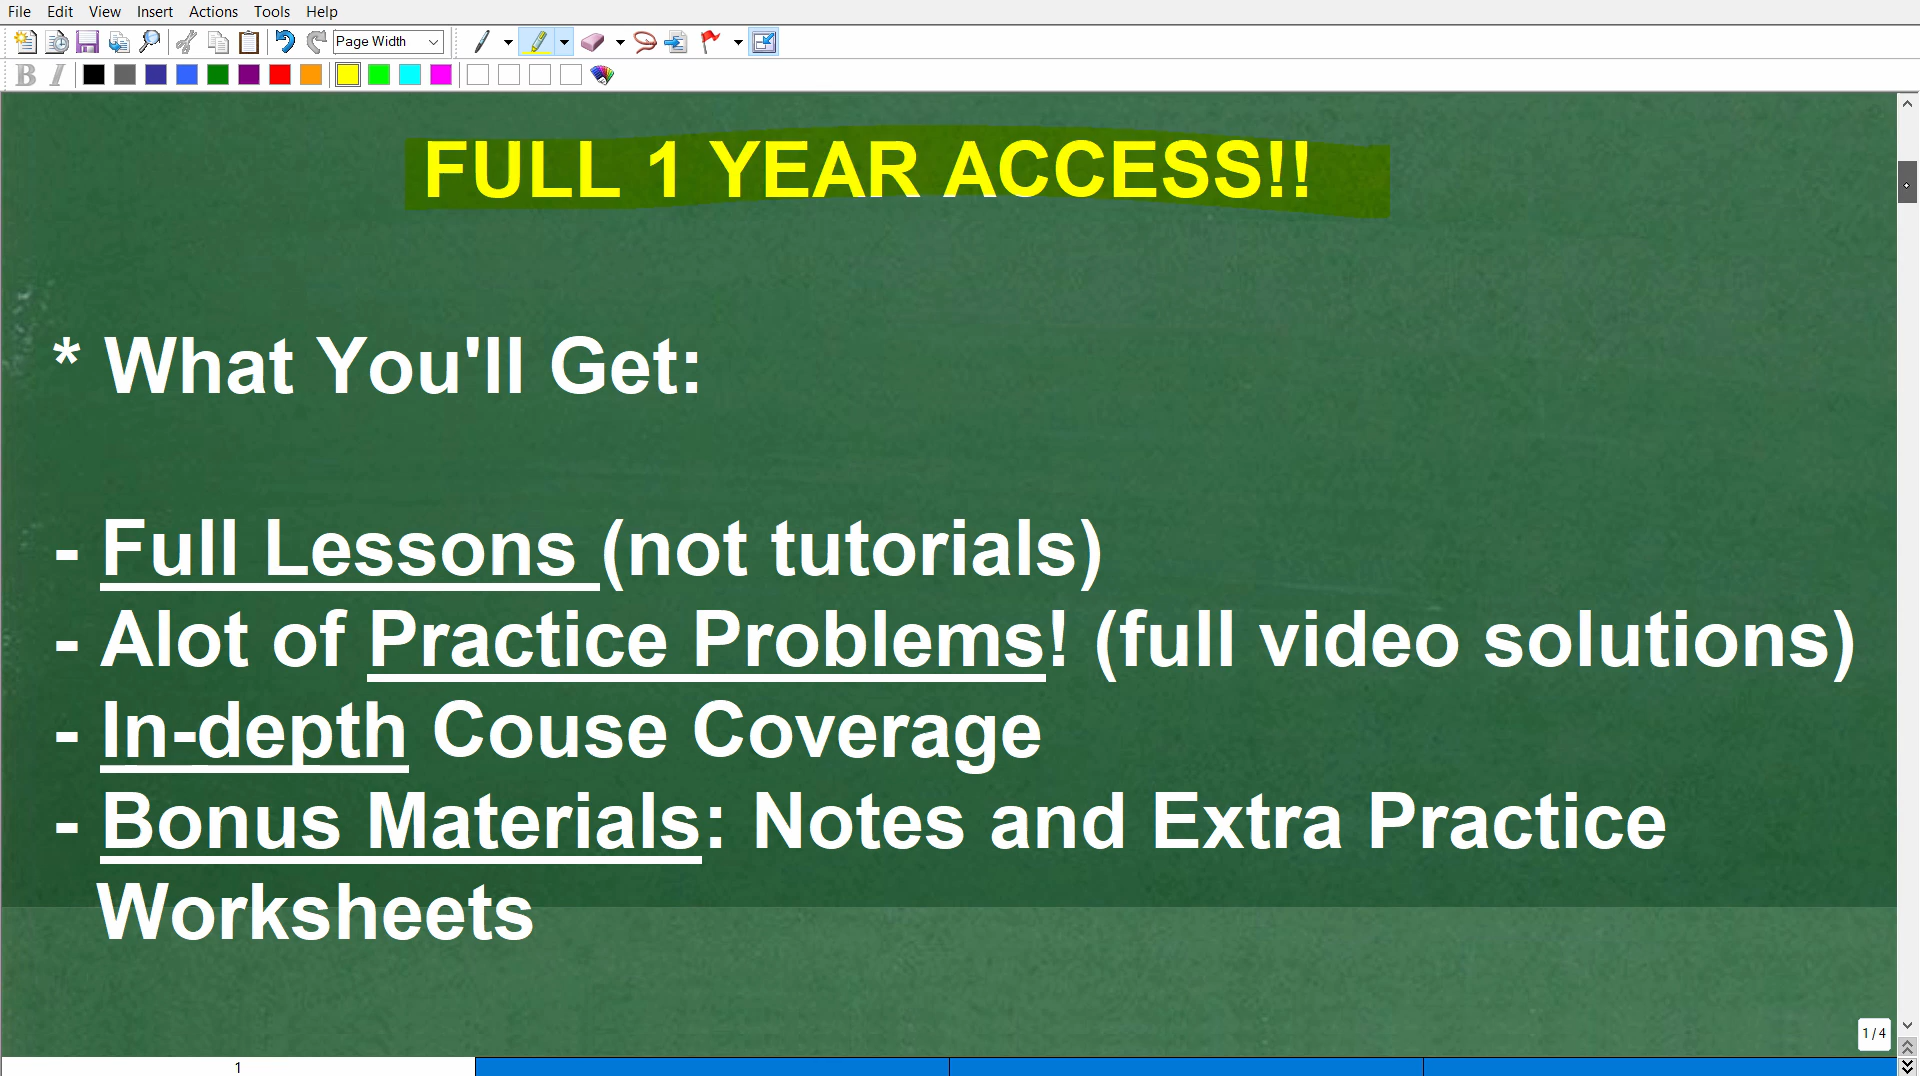 File Edit View Insert Actions Tools Help
Page Width
B I
FULL 1 YEAR ACCESS!!
* What You'll Get:
- Full Lessons (not tutorials)
- Alot of Practice Problems! (full video solutions)
- In-depth Couse Coverage
- Bonus Materials: Notes and Extra Practice
Worksheets
1 / 4
1